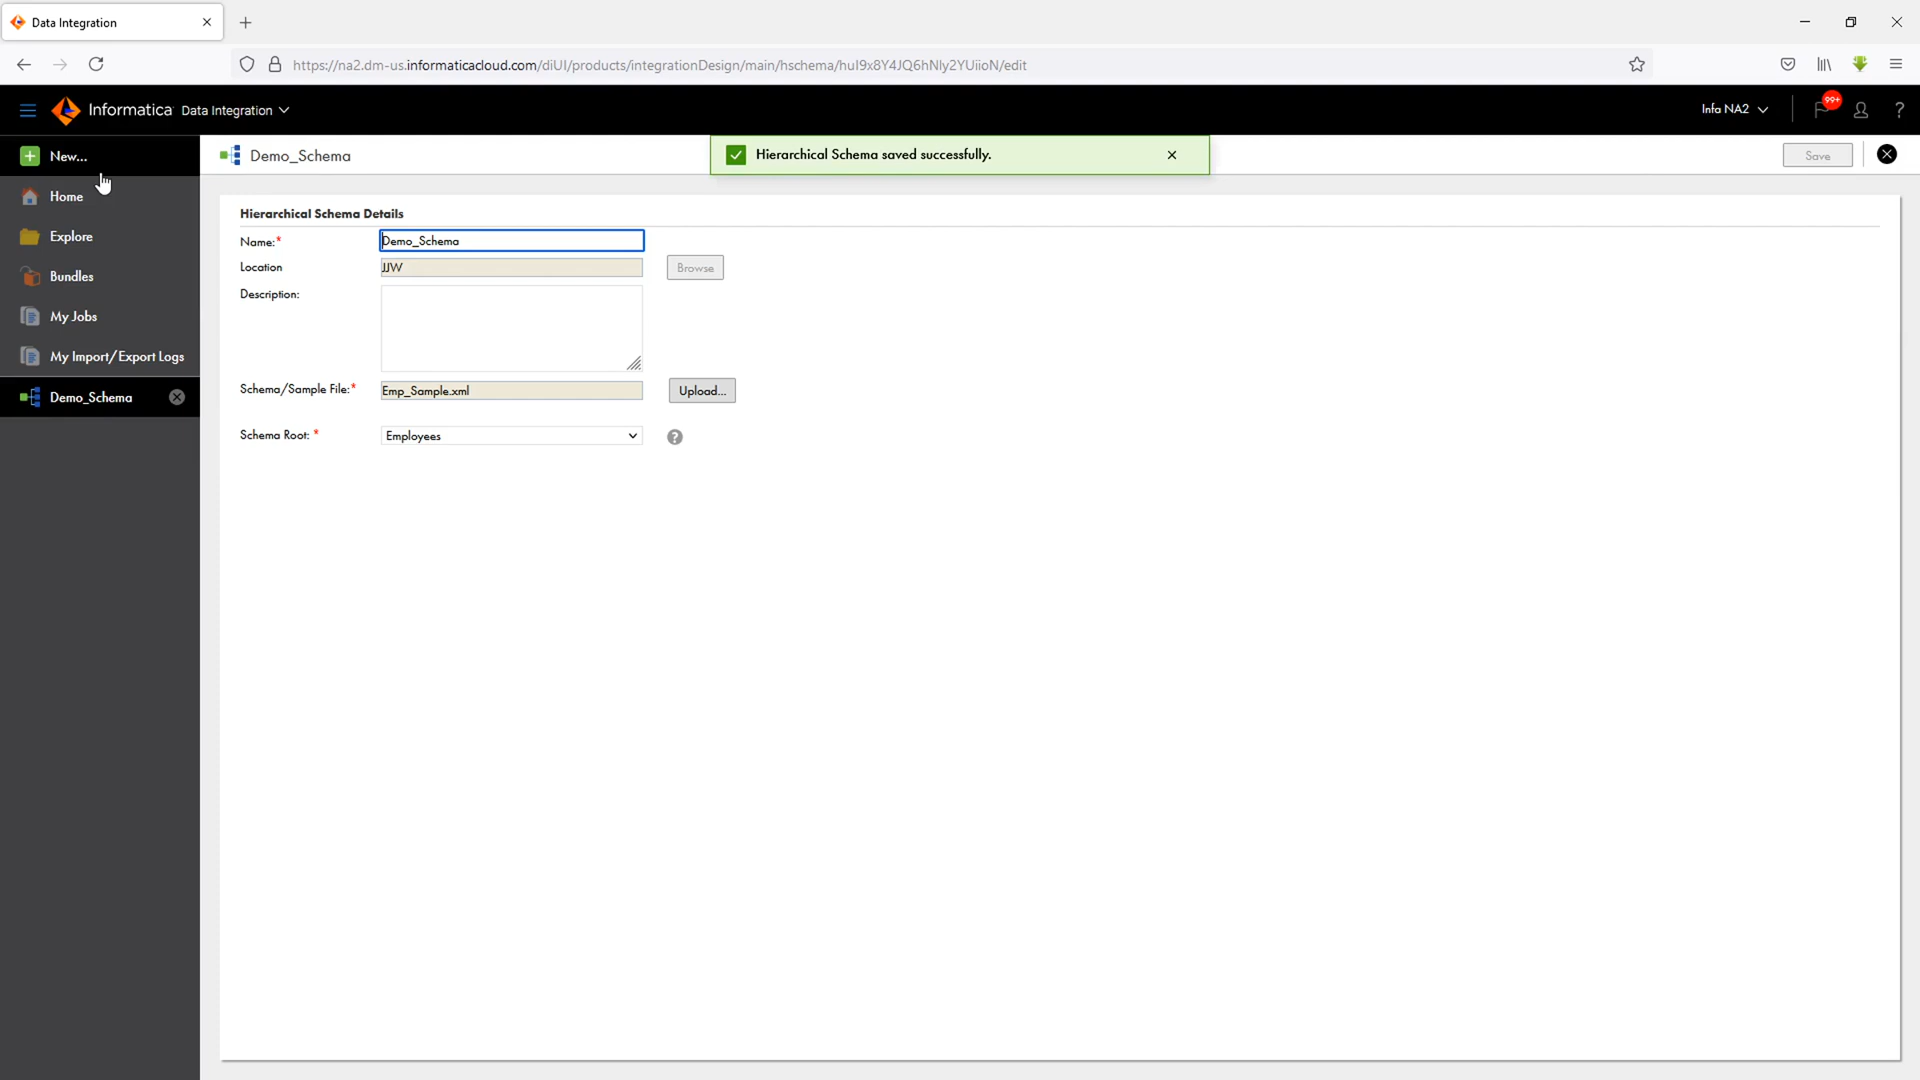 Data Integration
https://na2.dm-us.informaticacloud.com/diUI/products/integrationDesign/main/hschema/huI9x8Y4JQ6hNly2YUiioN/edit
Informatica Data Integration
Infa NA2
99+
?
New...
Demo_Schema
Hierarchical Schema saved successfully.
Save
Home
Explore
Bundles
My Jobs
My Import/Export Logs
Demo_Schema
Hierarchical Schema Details
Name:* Demo_Schema
Location JJW Browse
Description:
Schema/Sample File:* Emp_Sample.xml Upload...
Schema Root: * Employees ?